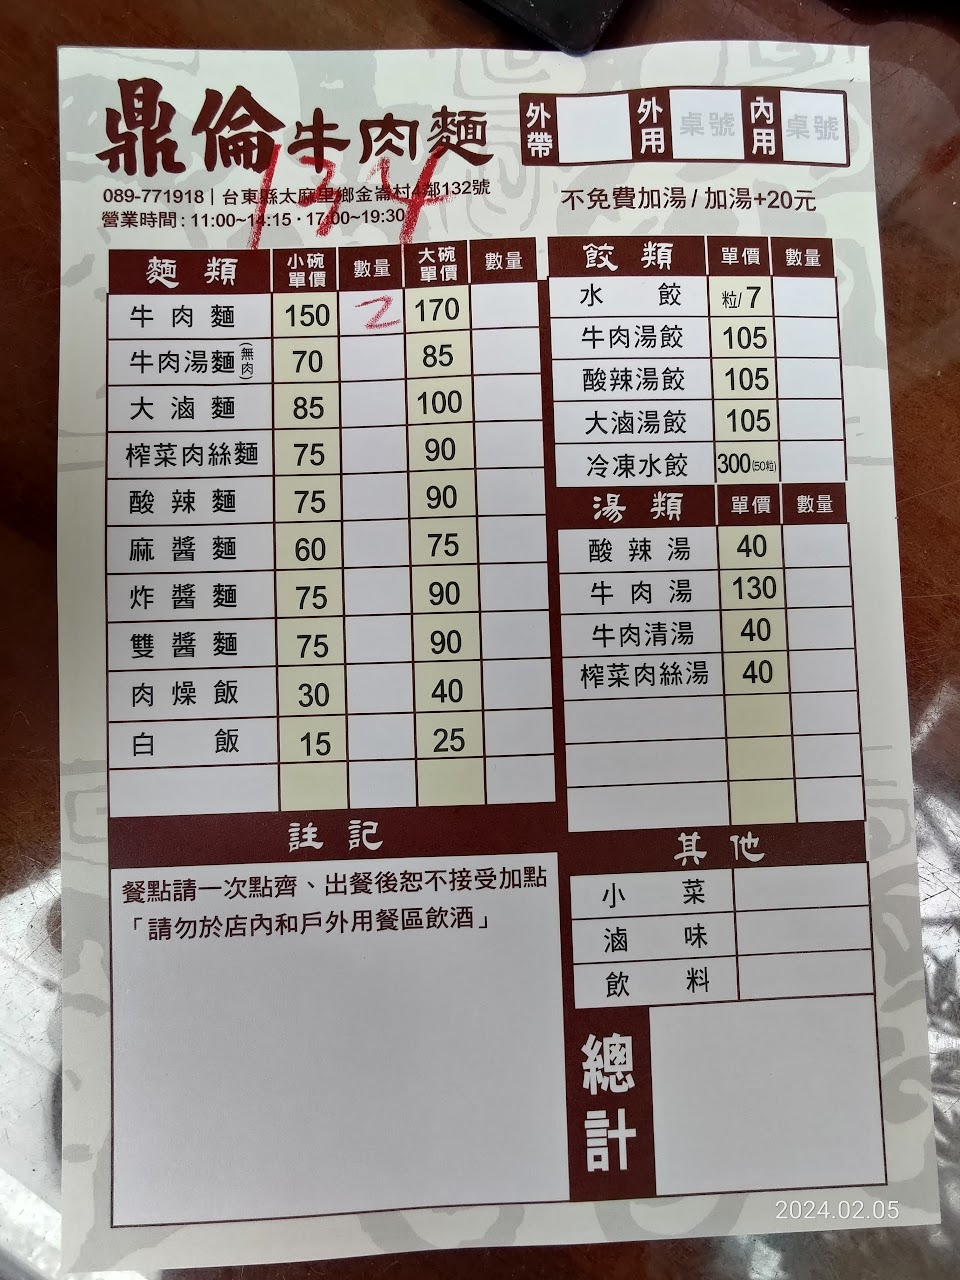 鼎倫牛肉麵
134
外帶 外用 桌號 內用 桌號
089-771918 | 台東縣太麻里鄉金崙村4鄰132號
營業時間：11:00~14:15．17:00~19:30
不免費加湯 / 加湯+20元
麵類 小碗單價 數量 大碗單價 數量
牛肉麵 150 2 170
牛肉湯麵(無肉) 70 85
大滷麵 85 100
榨菜肉絲麵 75 90
酸辣麵 75 90
麻醬麵 60 75
炸醬麵 75 90
雙醬麵 75 90
肉燥飯 30 40
白飯 15 25
餃類 單價 數量
水餃 粒/7
牛肉湯餃 105
酸辣湯餃 105
大滷湯餃 105
冷凍水餃 300(50粒)
湯類 單價 數量
酸辣湯 40
牛肉湯 130
牛肉清湯 40
榨菜肉絲湯 40
註記
餐點請一次點齊、出餐後恕不接受加點
「請勿於店內和戶外用餐區飲酒」
其他
小菜
滷味
飲料
總計
2024.02.05